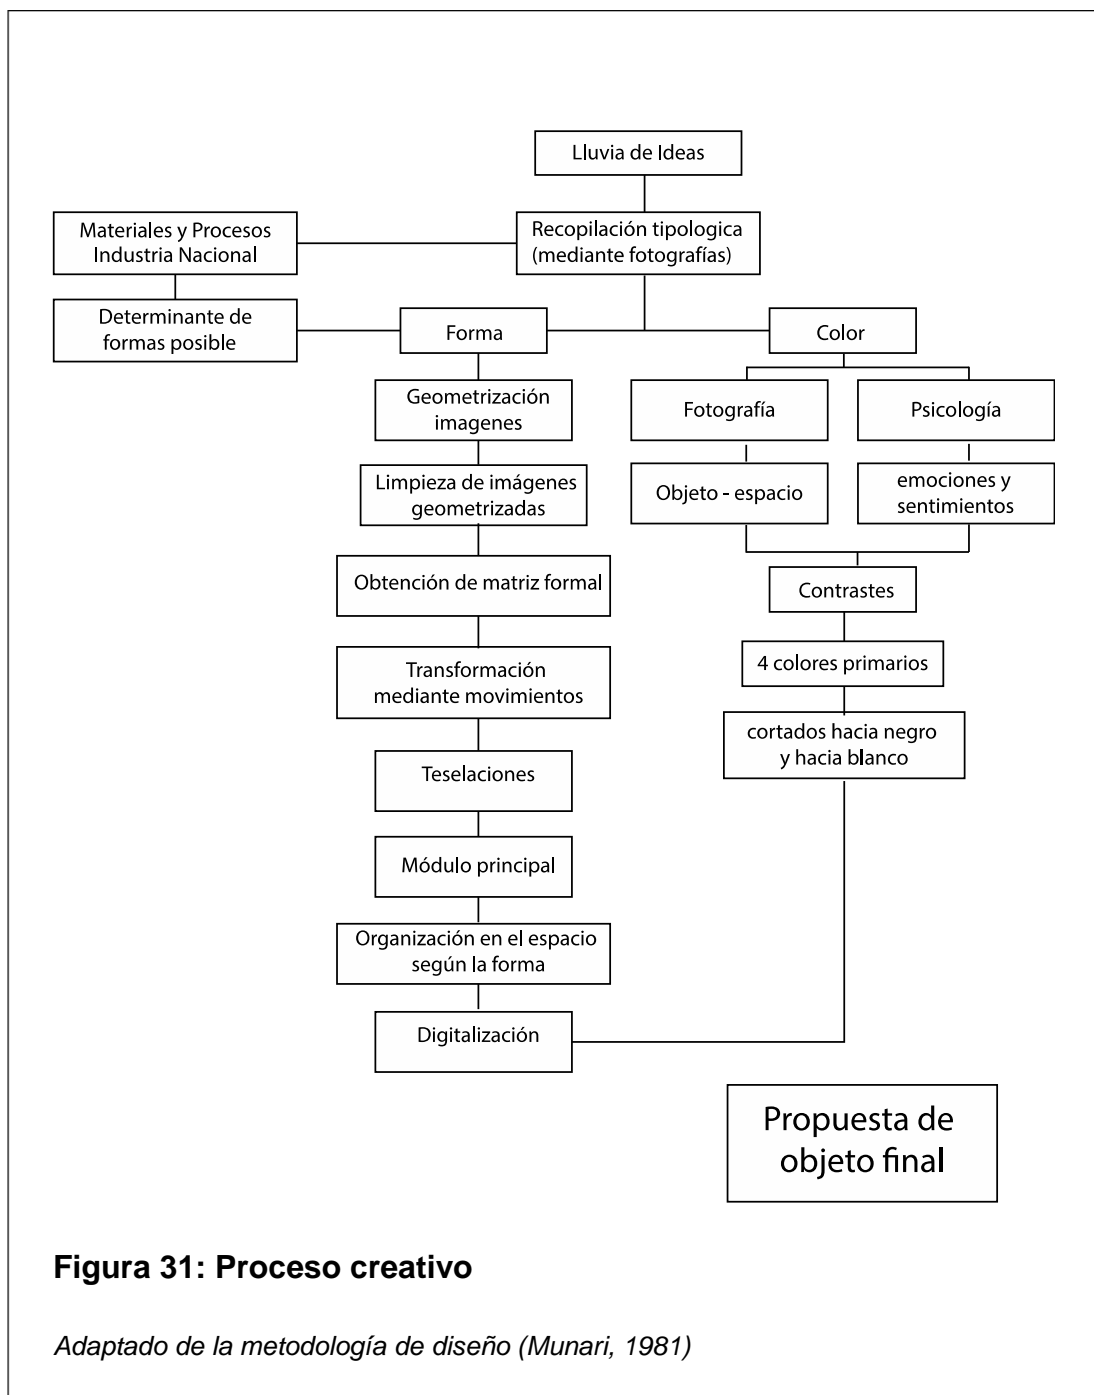 Lluvia de Ideas
Materiales y Procesos
Industria Nacional
Recopilación tipologica
(mediante fotografías)
Determinante de
formas posible
Forma
Color
Geometrización
imagenes
Fotografía
Psicología
Limpieza de imágenes
geometrizadas
Objeto - espacio
emociones y
sentimientos
Obtención de matriz formal
Contrastes
Transformación
mediante movimientos
4 colores primarios
cortados hacia negro
y hacia blanco
Teselaciones
Módulo principal
Organización en el espacio
según la forma
Digitalización
Propuesta de
objeto final
Figura 31: Proceso creativo
Adaptado de la metodología de diseño (Munari, 1981)